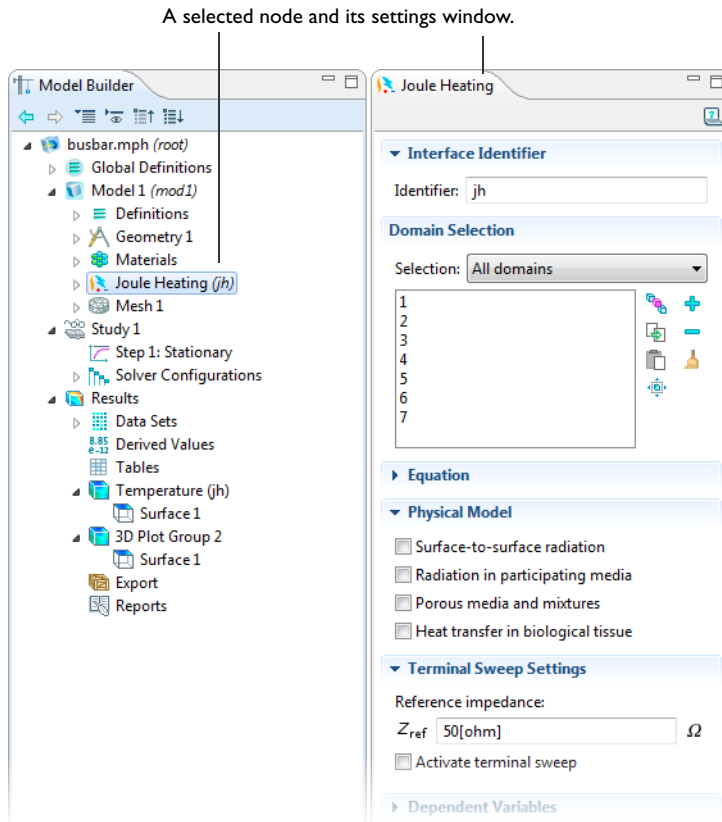 A selected node and its settings window.
Model Builder
busbar.mph (root)
Global Definitions
Model 1 (mod1)
Definitions
Geometry 1
Materials
Joule Heating (jh)
Mesh 1
Study 1
Step 1: Stationary
Solver Configurations
Results
Data Sets
8.85
e-12
Derived Values
Tables
Temperature (jh)
Surface 1
3D Plot Group 2
Surface 1
Export
Reports
Joule Heating
?
Interface Identifier
Identifier: jh
Domain Selection
Selection: All domains
1
2
3
4
5
6
7
Equation
Physical Model
Surface-to-surface radiation
Radiation in participating media
Porous media and mixtures
Heat transfer in biological tissue
Terminal Sweep Settings
Reference impedance:
Zref 50[ohm] Ω
Activate terminal sweep
Dependent Variables